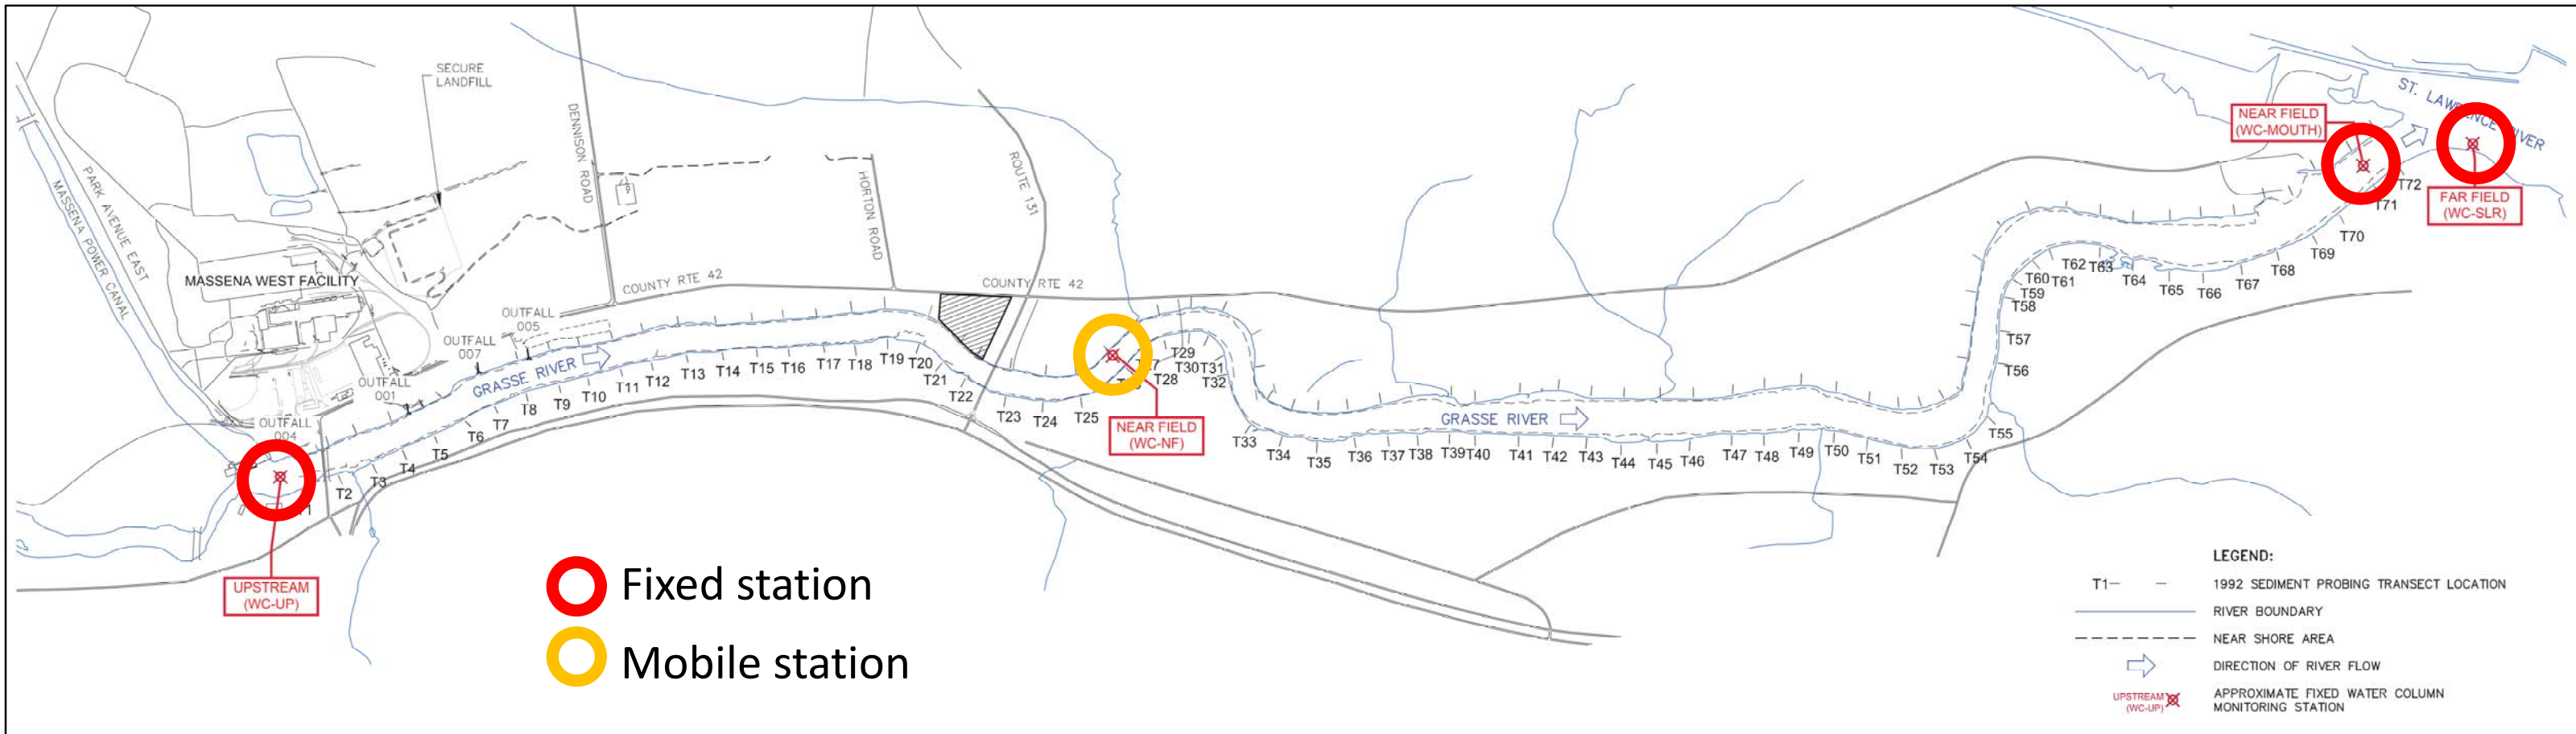 SECURE
LANDFILL
MASSENA POWER CANAL
PARK AVENUE EAST
MASSENA WEST FACILITY
DENNISON ROAD
HORTON ROAD
ROUTE 131
COUNTY RTE 42
COUNTY RTE 42
OUTFALL
005
OUTFALL
007
OUTFALL
001
OUTFALL
004
GRASSE RIVER
GRASSE RIVER
ST. LAWRENCE RIVER
UPSTREAM
(WC-UP)
NEAR FIELD
(WC-NF)
NEAR FIELD
(WC-MOUTH)
FAR FIELD
(WC-SLR)
T2
T3
T4
T5
T6
T7
T8
T9
T10
T11
T12
T13
T14
T15
T16
T17
T18
T19
T20
T21
T22
T23
T24
T25
T28
T29
T30
T31
T32
T33
T34
T35
T36
T37
T38
T39
T40
T41
T42
T43
T44
T45
T46
T47
T48
T49
T50
T51
T52
T53
T54
T55
T56
T57
T58
T59
T60
T61
T62
T63
T64
T65
T66
T67
T68
T69
T70
T71
T72
Fixed station
Mobile station
LEGEND:
T1 1992 SEDIMENT PROBING TRANSECT LOCATION
RIVER BOUNDARY
NEAR SHORE AREA
DIRECTION OF RIVER FLOW
UPSTREAM
(WC-UP)
APPROXIMATE FIXED WATER COLUMN
MONITORING STATION